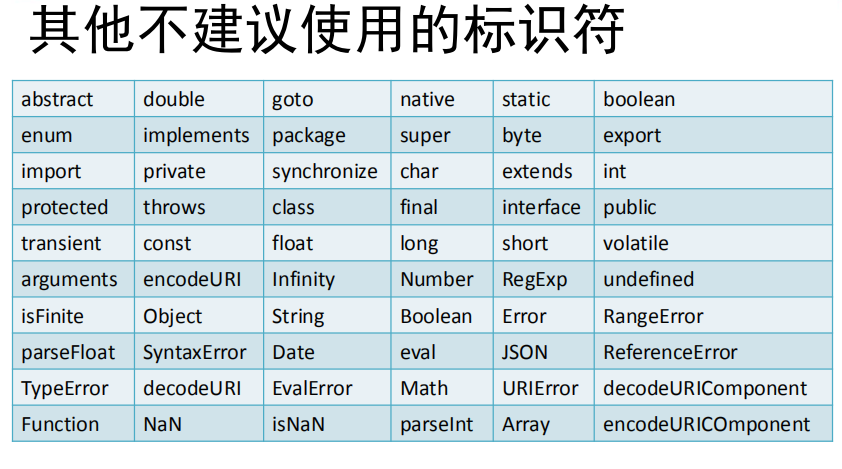 其他不建议使用的标识符
abstract double goto native static boolean
enum implements package super byte export
import private synchronize char extends int
protected throws class final interface public
transient const float long short volatile
arguments encodeURI Infinity Number RegExp undefined
isFinite Object String Boolean Error RangeError
parseFloat SyntaxError Date eval JSON ReferenceError
TypeError decodeURI EvalError Math URIError decodeURIComponent
Function NaN isNaN parseInt Array encodeURICOmponent